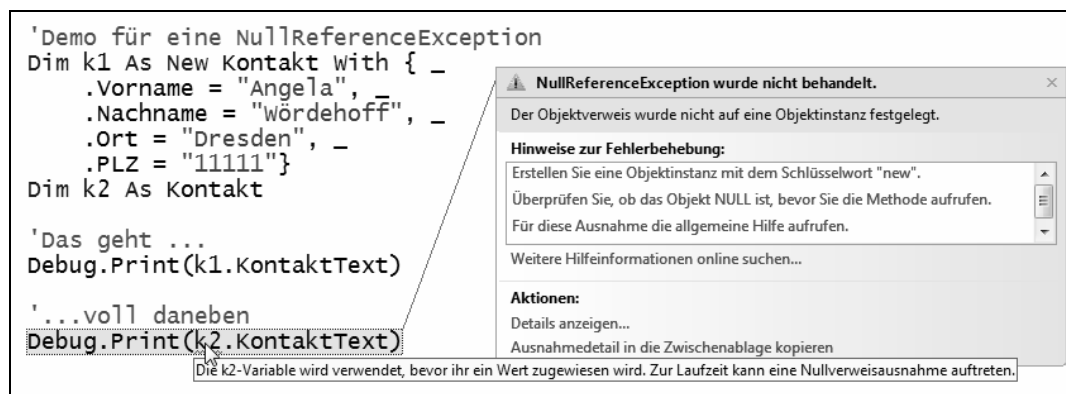 'Demo für eine NullReferenceException
Dim k1 As New Kontakt With { _
.Vorname = "Angela", _
.Nachname = "Wördehoff", _
.Ort = "Dresden", _
.PLZ = "11111"}
Dim k2 As Kontakt
'Das geht ...
Debug.Print(k1.KontaktText)
'...voll daneben
Debug.Print(k2.KontaktText)
Die k2-Variable wird verwendet, bevor ihr ein Wert zugewiesen wird. Zur Laufzeit kann eine Nullverweisausnahme auftreten.
NullReferenceException wurde nicht behandelt.
Der Objektverweis wurde nicht auf eine Objektinstanz festgelegt.
Hinweise zur Fehlerbehebung:
Erstellen Sie eine Objektinstanz mit dem Schlüsselwort "new".
Überprüfen Sie, ob das Objekt NULL ist, bevor Sie die Methode aufrufen.
Für diese Ausnahme die allgemeine Hilfe aufrufen.
Weitere Hilfeinformationen online suchen...
Aktionen:
Details anzeigen...
Ausnahmedetail in die Zwischenablage kopieren